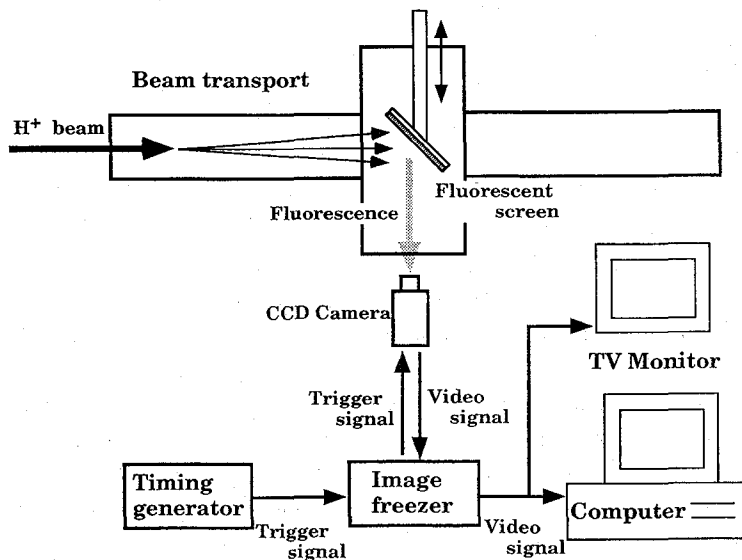 Beam transport
H+ beam
Fluorescent
screen
Fluorescence
CCD Camera
TV Monitor
Trigger
signal
Video
signal
Timing
generator
Image
freezer
Computer
Trigger
signal
Video
signal